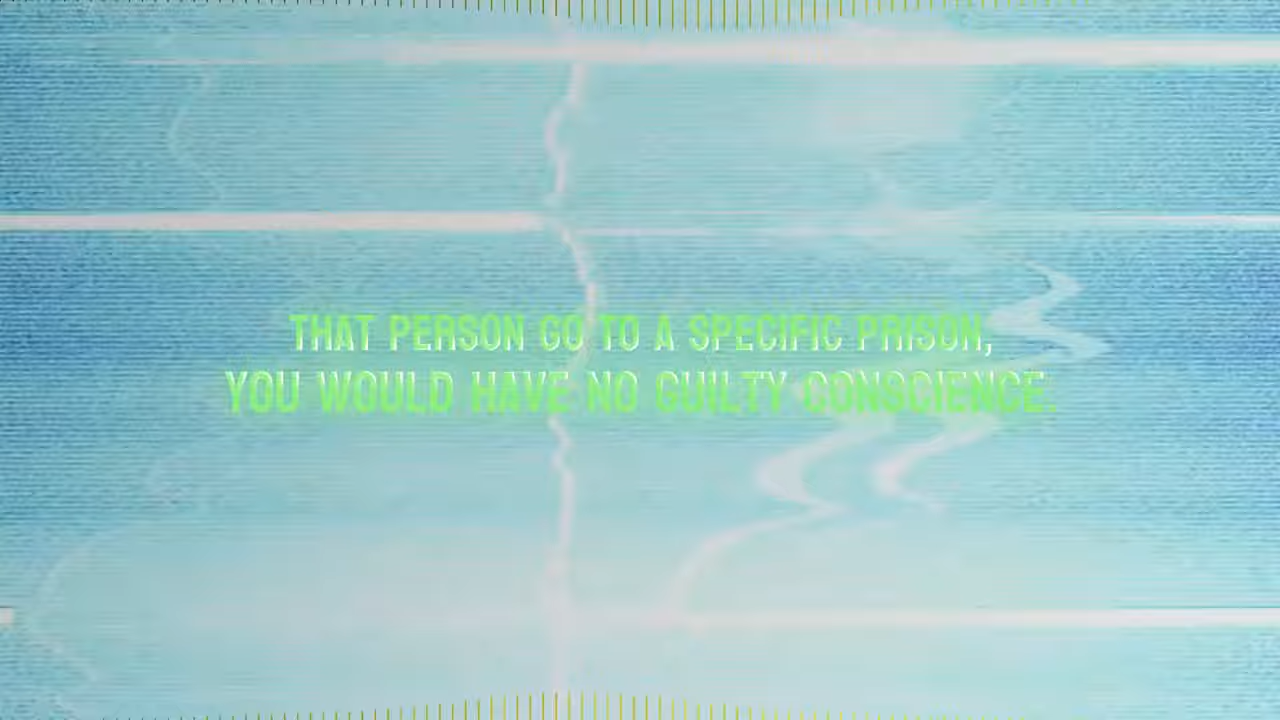 THAT PERSON GO TO A SPECIFIC PRISON,
YOU WOULD HAVE NO GUILTY CONSCIENCE.